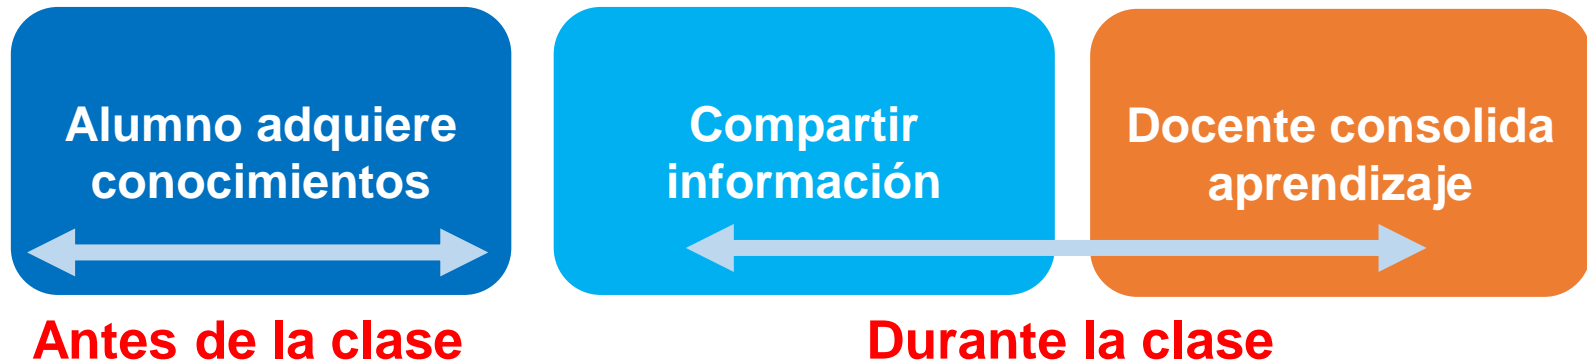 Alumno adquiere
conocimientos
Compartir
información
Docente consolida
aprendizaje
Antes de la clase
Durante la clase